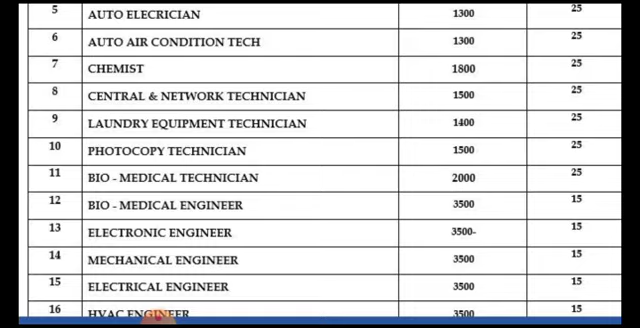 5 AUTO ELECRICIAN 1300 25
6 AUTO AIR CONDITION TECH 1300 25
7 CHEMIST 1800 25
8 CENTRAL & NETWORK TECHNICIAN 1500 25
9 LAUNDRY EQUIPMENT TECHNICIAN 1400 25
10 PHOTOCOPY TECHNICIAN 1500 25
11 BIO - MEDICAL TECHNICIAN 2000 25
12 BIO - MEDICAL ENGINEER 3500 15
13 ELECTRONIC ENGINEER 3500- 15
14 MECHANICAL ENGINEER 3500 15
15 ELECTRICAL ENGINEER 3500 15
16 HVAC ENGINEER 3500 15